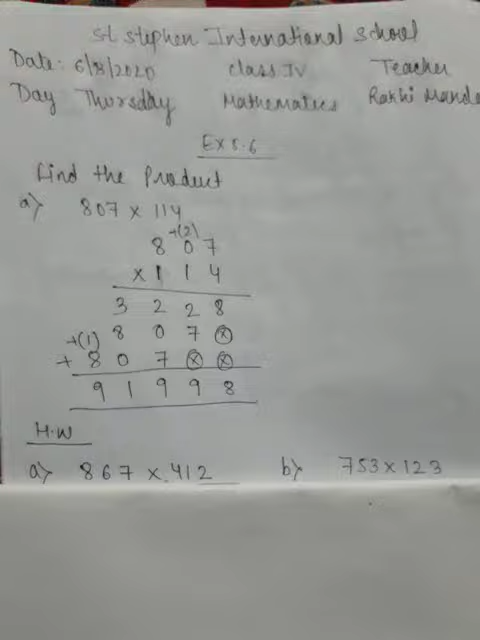 St Stephen International School
Date: 6/8/2020 Class IV Teacher
Day Thursday Mathematics Rakhi Manda
Ex 5.6
Find the Product
a) 807 × 114
+(2)
8 0 7
× 1 1 4
3 2 2 8
+(1) 8 0 7 ⓧ
+ 8 0 7 ⓧ ⓧ
9 1 9 9 8
H.W
a) 867 × 412 b) 753 × 123